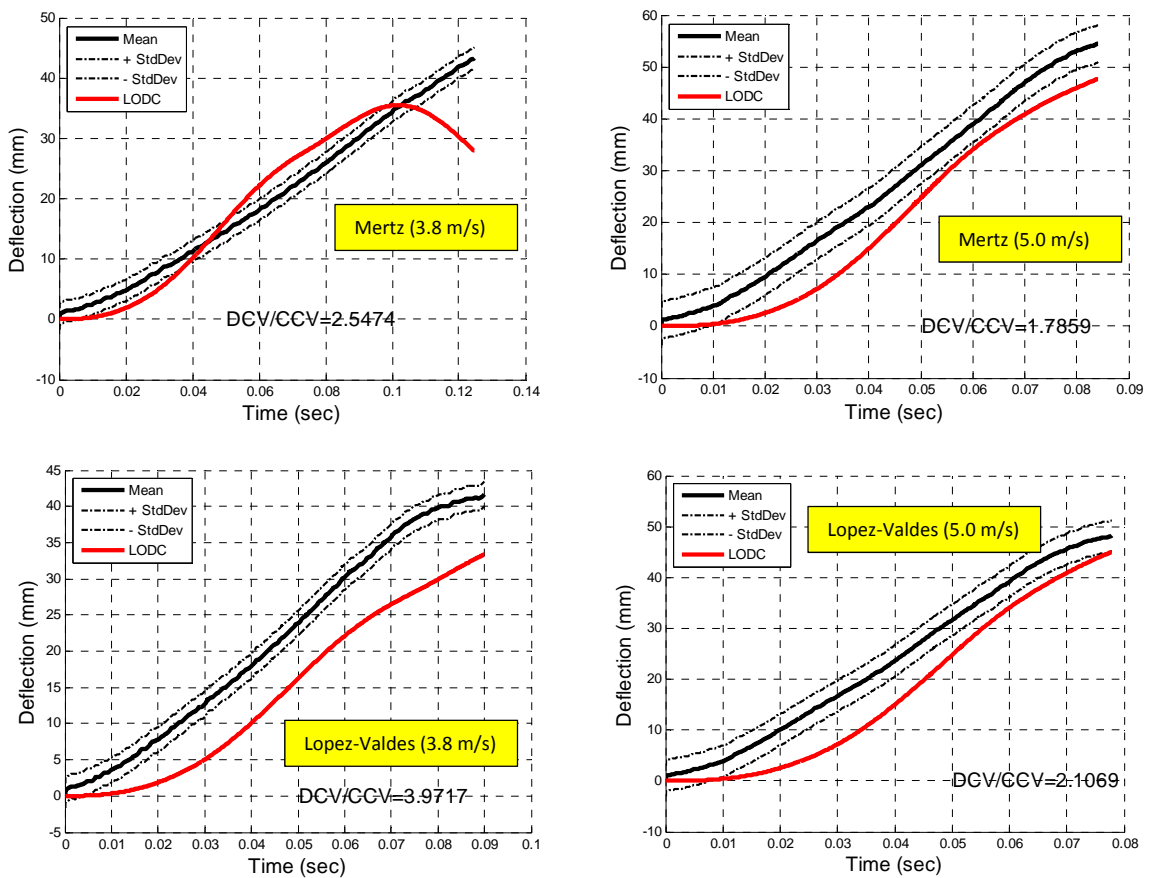 60
50
40
30
20
10
0
-10
Deflection (mm)
Mean
+ StdDev
- StdDev
LODC
Mertz (3.8 m/s)
DCV/CCV=2.5474
0
0.02
0.04
0.06
0.08
0.1
0.12
0.14
Time (sec)
60
50
40
30
20
10
0
-10
Deflection (mm)
Mean
+ StdDev
- StdDev
LODC
Mertz (5.0 m/s)
DCV/CCV=1.7859
0
0.01
0.02
0.03
0.04
0.05
0.06
0.07
0.08
0.09
Time (sec)
45
40
35
30
25
20
15
10
5
0
-5
Deflection (mm)
Mean
+ StdDev
- StdDev
LODC
Lopez-Valdes (3.8 m/s)
DCV/CCV=3.9717
0
0.01
0.02
0.03
0.04
0.05
0.06
0.07
0.08
0.09
0.1
Time (sec)
60
50
40
30
20
10
0
-10
Deflection (mm)
Mean
+ StdDev
- StdDev
LODC
Lopez-Valdes (5.0 m/s)
DCV/CCV=2.1069
0
0.01
0.02
0.03
0.04
0.05
0.06
0.07
0.08
Time (sec)